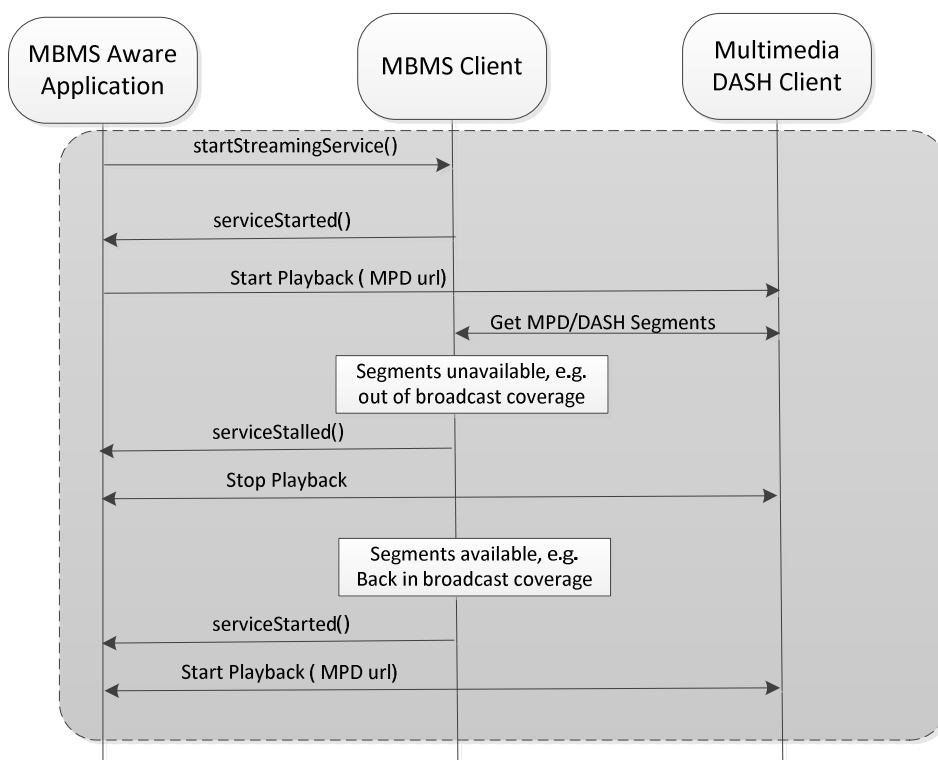 MBMS Aware
Application
MBMS Client
Multimedia
DASH Client
startStreamingService()
serviceStarted()
Start Playback ( MPD url)
Get MPD/DASH Segments
Segments unavailable, e.g.
out of broadcast coverage
serviceStalled()
Stop Playback
Segments available, e.g.
Back in broadcast coverage
serviceStarted()
Start Playback ( MPD url)